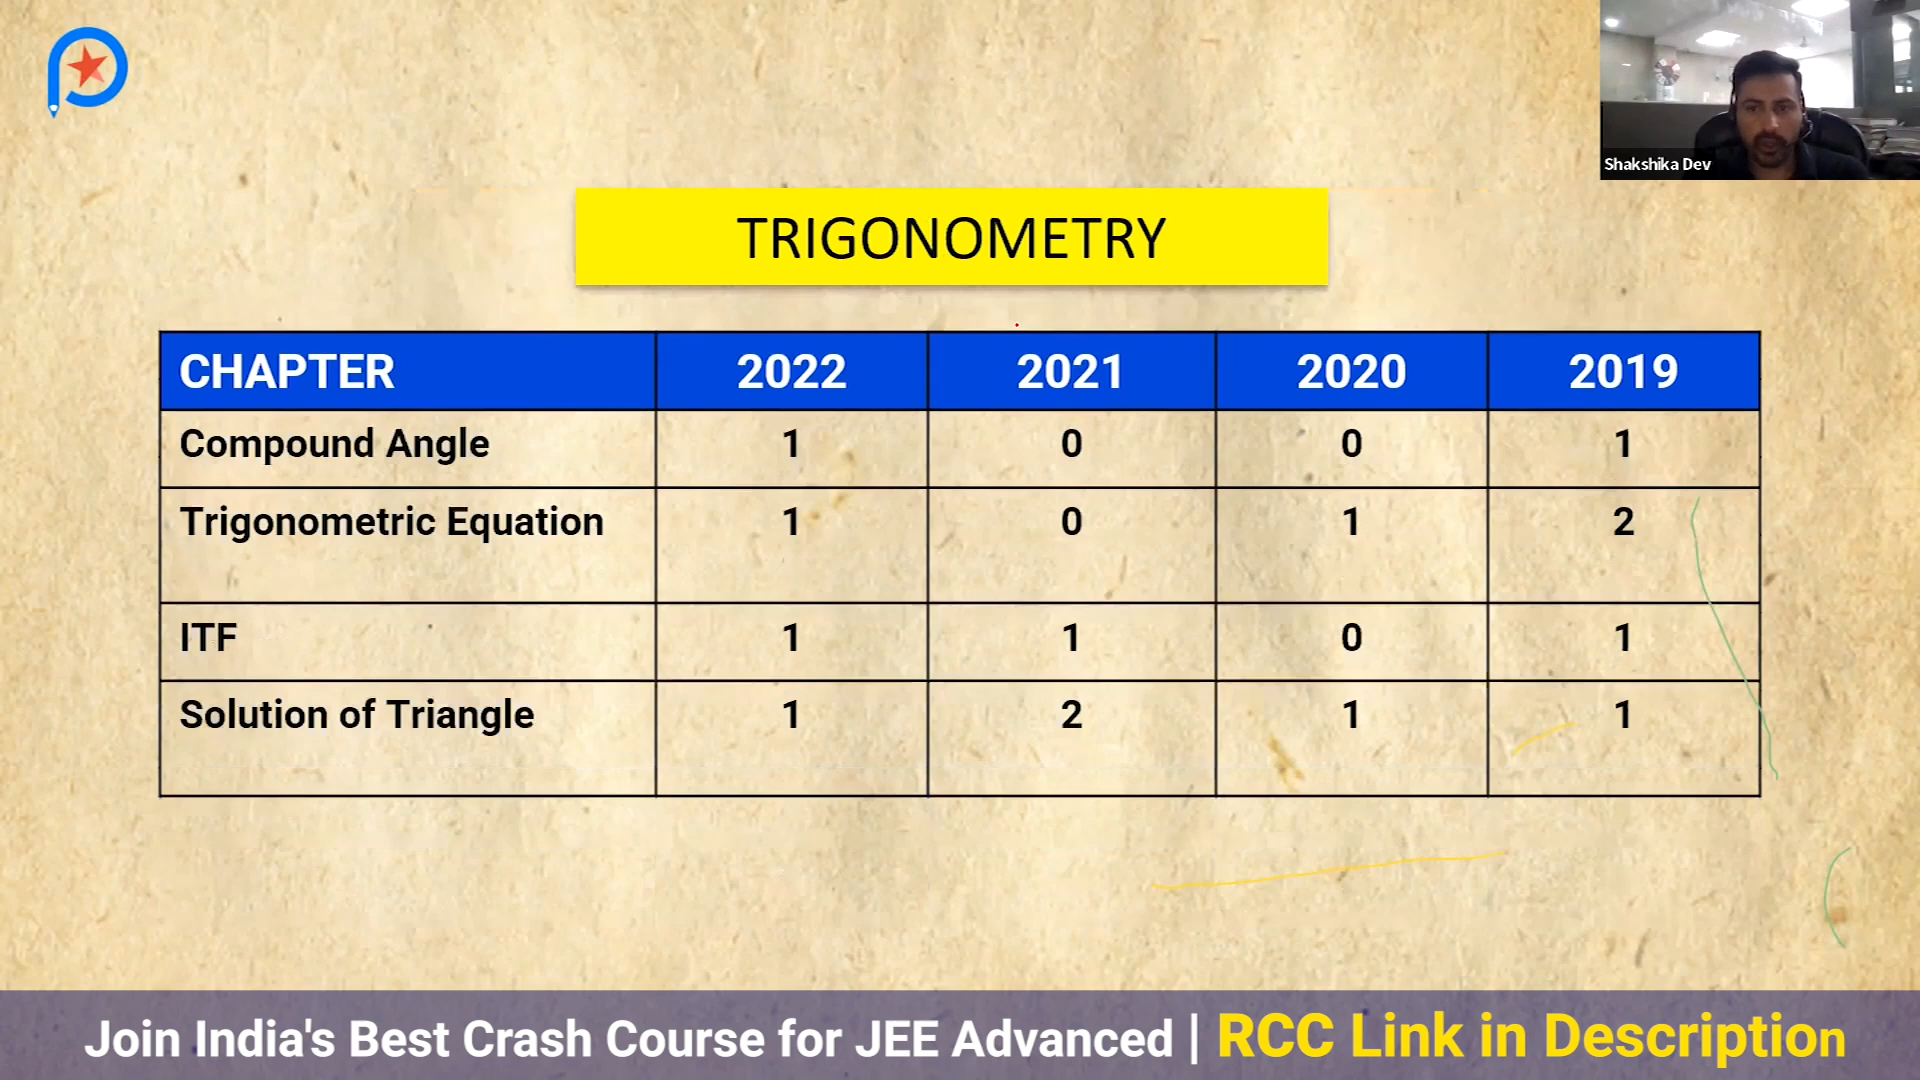 Shakshika Dev
TRIGONOMETRY
CHAPTER 2022 2021 2020 2019
Compound Angle 1 0 0 1
Trigonometric Equation 1 0 1 2
ITF 1 1 0 1
Solution of Triangle 1 2 1 1
Join India's Best Crash Course for JEE Advanced | RCC Link in Description